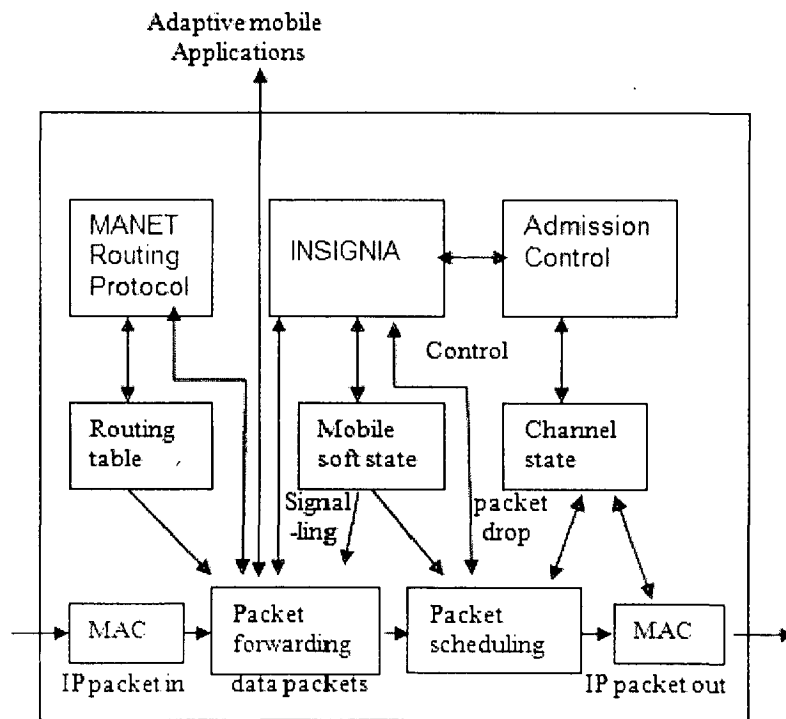 Adaptive mobile
Applications
MANET
Routing
Protocol
INSIGNIA
Admission
Control
Control
Routing
table
Mobile
soft state
Channel
state
Signal
-ling
packet
drop
MAC
Packet
forwarding
Packet
scheduling
MAC
IP packet in
data packets
IP packet out